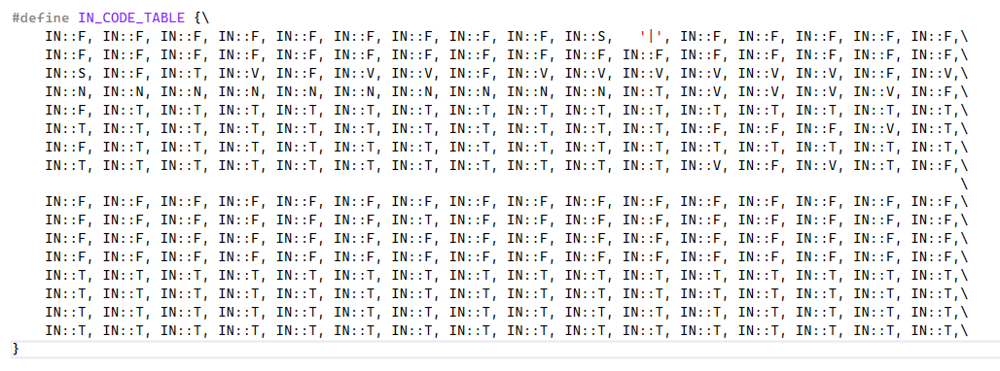 #define IN_CODE_TABLE {\
    IN::F, IN::F, IN::F, IN::F, IN::F, IN::F, IN::F, IN::F, IN::F, IN::S,   '|', IN::F, IN::F, IN::F, IN::F, IN::F,\
    IN::F, IN::F, IN::F, IN::F, IN::F, IN::F, IN::F, IN::F, IN::F, IN::F, IN::F, IN::F, IN::F, IN::F, IN::F, IN::F,\
    IN::S, IN::F, IN::T, IN::V, IN::F, IN::V, IN::V, IN::F, IN::V, IN::V, IN::V, IN::V, IN::V, IN::V, IN::F, IN::V,\
    IN::N, IN::N, IN::N, IN::N, IN::N, IN::N, IN::N, IN::N, IN::N, IN::N, IN::T, IN::V, IN::V, IN::V, IN::V, IN::F,\
    IN::F, IN::T, IN::T, IN::T, IN::T, IN::T, IN::T, IN::T, IN::T, IN::T, IN::T, IN::T, IN::T, IN::T, IN::T, IN::T,\
    IN::T, IN::T, IN::T, IN::T, IN::T, IN::T, IN::T, IN::T, IN::T, IN::T, IN::T, IN::F, IN::F, IN::F, IN::V, IN::T,\
    IN::F, IN::T, IN::T, IN::T, IN::T, IN::T, IN::T, IN::T, IN::T, IN::T, IN::T, IN::T, IN::T, IN::T, IN::T, IN::T,\
    IN::T, IN::T, IN::T, IN::T, IN::T, IN::T, IN::T, IN::T, IN::T, IN::T, IN::T, IN::V, IN::F, IN::V, IN::T, IN::F,\
                                                                                                                  \
    IN::F, IN::F, IN::F, IN::F, IN::F, IN::F, IN::F, IN::F, IN::F, IN::F, IN::F, IN::F, IN::F, IN::F, IN::F, IN::F,\
    IN::F, IN::F, IN::F, IN::F, IN::F, IN::F, IN::T, IN::F, IN::F, IN::F, IN::F, IN::F, IN::F, IN::F, IN::F, IN::F,\
    IN::F, IN::F, IN::F, IN::F, IN::F, IN::F, IN::F, IN::F, IN::F, IN::F, IN::F, IN::F, IN::F, IN::F, IN::F, IN::F,\
    IN::F, IN::F, IN::F, IN::F, IN::F, IN::F, IN::F, IN::F, IN::F, IN::F, IN::F, IN::F, IN::F, IN::F, IN::F, IN::F,\
    IN::T, IN::T, IN::T, IN::T, IN::T, IN::T, IN::T, IN::T, IN::T, IN::T, IN::T, IN::T, IN::T, IN::T, IN::T, IN::T,\
    IN::T, IN::T, IN::T, IN::T, IN::T, IN::T, IN::T, IN::T, IN::T, IN::T, IN::T, IN::T, IN::T, IN::T, IN::T, IN::T,\
    IN::T, IN::T, IN::T, IN::T, IN::T, IN::T, IN::T, IN::T, IN::T, IN::T, IN::T, IN::T, IN::T, IN::T, IN::T, IN::T,\
    IN::T, IN::T, IN::T, IN::T, IN::T, IN::T, IN::T, IN::T, IN::T, IN::T, IN::T, IN::T, IN::T, IN::T, IN::T, IN::T,\
}